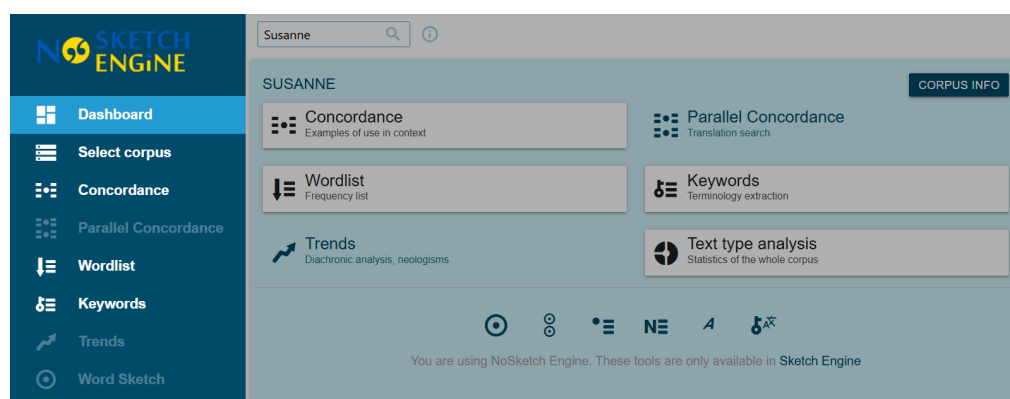 NO SKETCH
ENGiNE
Dashboard
Select corpus
Concordance
Parallel Concordance
Wordlist
Keywords
Trends
Word Sketch
Susanne
SUSANNE
CORPUS INFO
Concordance
Examples of use in context
Parallel Concordance
Translation search
Wordlist
Frequency list
Keywords
Terminology extraction
Trends
Diachronic analysis, neologisms
Text type analysis
Statistics of the whole corpus
N
A
You are using NoSketch Engine. These tools are only available in Sketch Engine